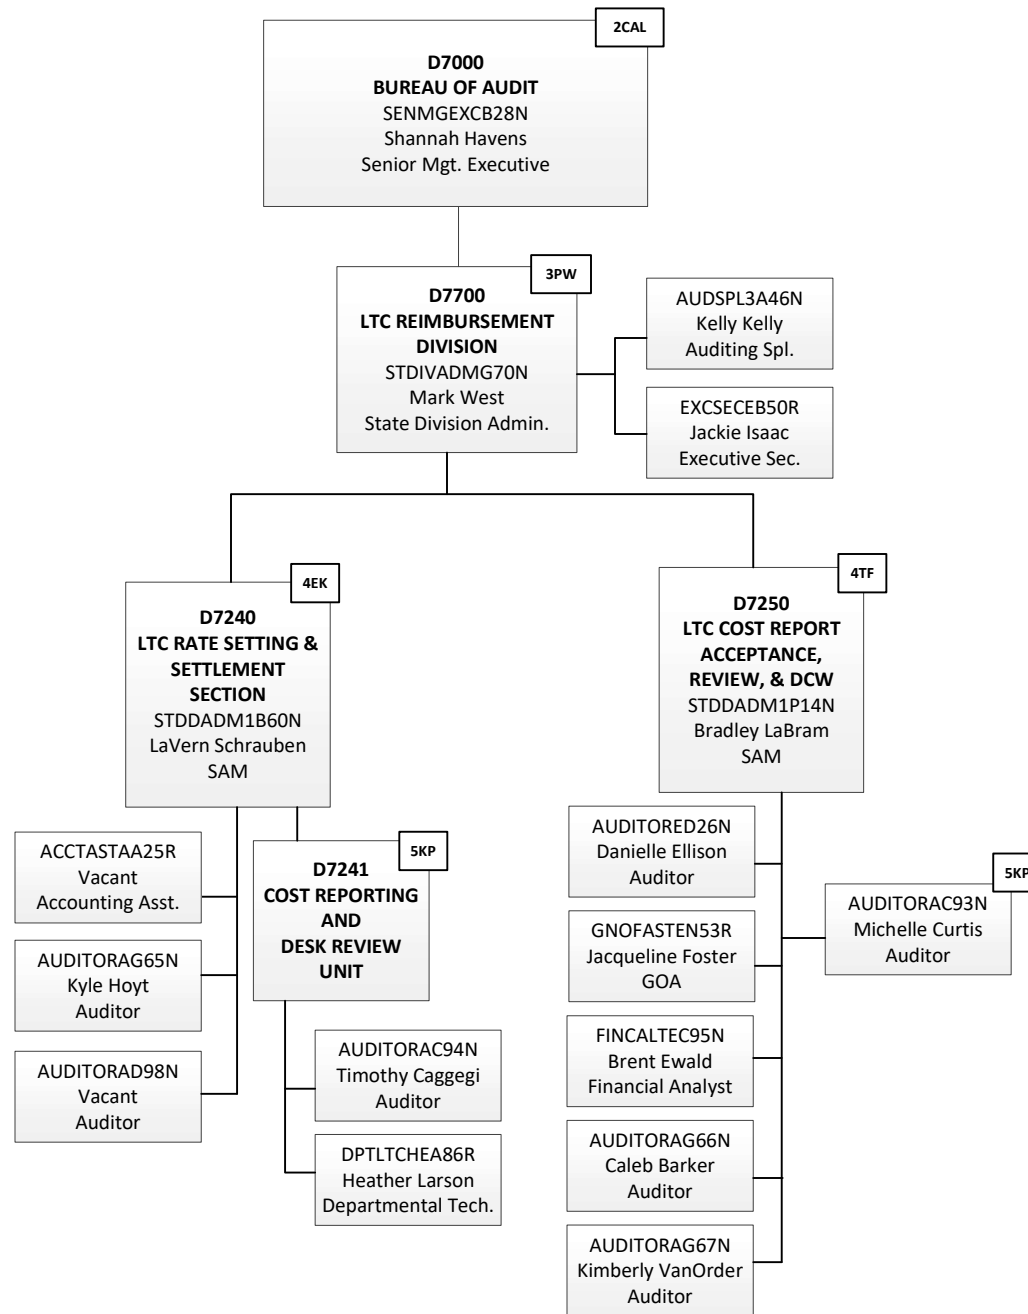 2CAL
D7000
BUREAU OF AUDIT
SENMGEXCB28N
Shannah Havens
Senior Mgt. Executive
3PW
D7700
LTC REIMBURSEMENT
DIVISION
STDIVADMG70N
Mark West
State Division Admin.
AUDSPL3A46N
Kelly Kelly
Auditing Spl.
EXCSECEB50R
Jackie Isaac
Executive Sec.
4EK
D7240
LTC RATE SETTING &
SETTLEMENT
SECTION
STDDADM1B60N
LaVern Schrauben
SAM
ACCTASTAA25R
Vacant
Accounting Asst.
AUDITORAG65N
Kyle Hoyt
Auditor
AUDITORAD98N
Vacant
Auditor
5KP
D7241
COST REPORTING
AND
DESK REVIEW
UNIT
AUDITORAC94N
Timothy Caggegi
Auditor
DPTLTCHEA86R
Heather Larson
Departmental Tech.
4TF
D7250
LTC COST REPORT
ACCEPTANCE,
REVIEW, & DCW
STDDADM1P14N
Bradley LaBram
SAM
AUDITORED26N
Danielle Ellison
Auditor
GNOFASTEN53R
Jacqueline Foster
GOA
FINCALTEC95N
Brent Ewald
Financial Analyst
AUDITORAG66N
Caleb Barker
Auditor
AUDITORAG67N
Kimberly VanOrder
Auditor
5KP
AUDITORAC93N
Michelle Curtis
Auditor